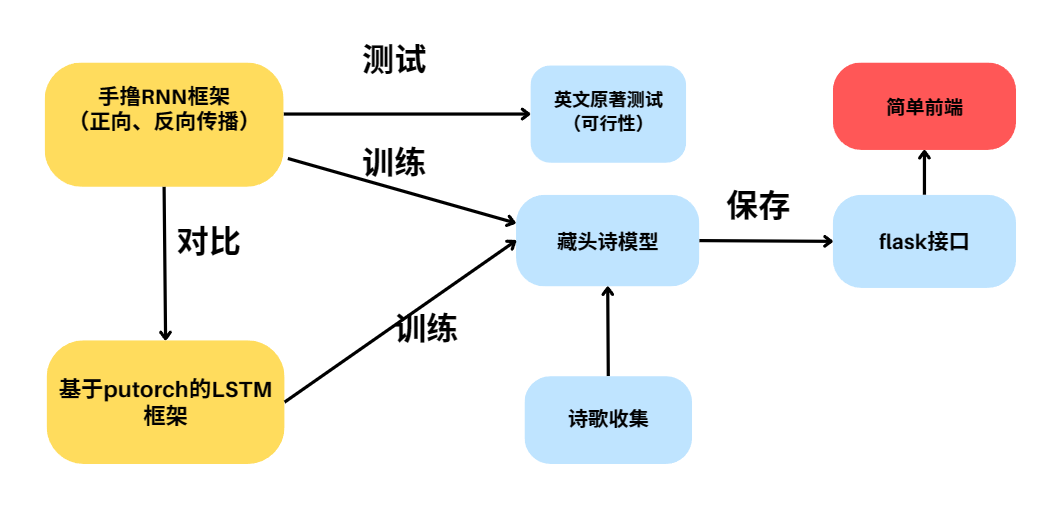 测试
手撸RNN框架
（正向、反向传播）
英文原著测试
（可行性）
简单前端
训练
保存
对比
藏头诗模型
flask接口
训练
基于putorch的LSTM
框架
诗歌收集